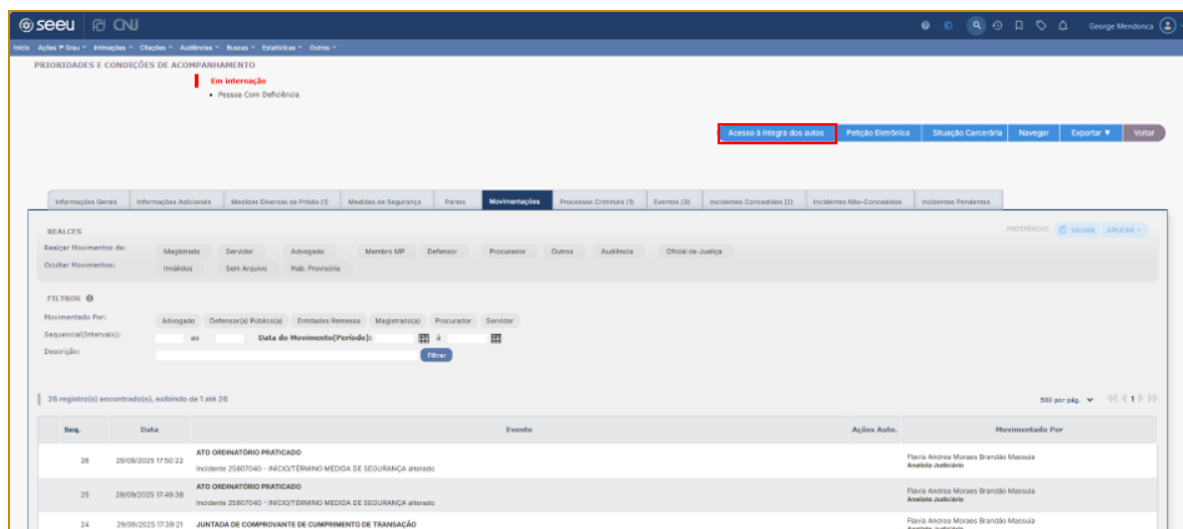 seeu CNJ George Mendonca
Início Ações 1º Grau Intimações Citações Audiências Buscas Estatísticas Outros
PRIORIDADES E CONDIÇÕES DE ACOMPANHAMENTO
Em internação
• Pessoa Com Deficiência
Acesso à íntegra dos autos Petição Eletrônica Situação Carcerária Navegar Exportar ▼ Voltar
Informações Gerais Informações Adicionais Medidas Diversas da Prisão (1) Medidas de Segurança Partes Movimentações Processos Criminais (1) Eventos (3) Incidentes Concedidos (2) Incidentes Não-Concedidos Incidentes Pendentes
REALCES PREFERÊNCIAS SALVAR APLICAR
Realçar Movimentos de: Magistrado Servidor Advogado Membro MP Defensor Procurador Outros Audiência Oficial de Justiça
Ocultar Movimentos: Inválidos Sem Arquivo Hab. Provisória
FILTROS
Movimentado Por: Advogado Defensor(a) Público(a) Entidades Remessa Magistrado(a) Procurador Servidor
Sequencial(Intervalo): ao Data do Movimento(Período): à
Descrição: Filtrar
26 registro(s) encontrado(s), exibindo de 1 até 26 500 por pág. 1
Seq. Data Evento Ações Auto. Movimentado Por
26 29/09/2025 17:50:22 ATO ORDINATÓRIO PRATICADO Flavia Andrea Moraes Brandão Massula
Incidente 25807040 - INÍCIO/TÉRMINO MEDIDA DE SEGURANÇA alterado Analista Judiciário
25 29/09/2025 17:49:38 ATO ORDINATÓRIO PRATICADO Flavia Andrea Moraes Brandão Massula
Incidente 25807040 - INÍCIO/TÉRMINO MEDIDA DE SEGURANÇA alterado Analista Judiciário
24 29/09/2025 17:39:21 JUNTADA DE COMPROVANTE DE CUMPRIMENTO DE TRANSAÇÃO Flavia Andrea Moraes Brandão Massula
Analista Judiciário